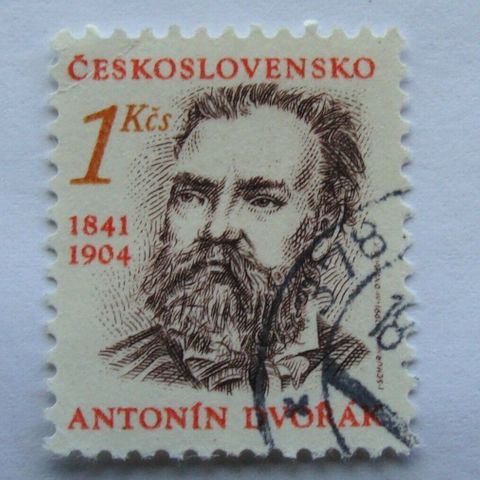 ČESKOSLOVENSKO
1 Kčs
1841
1904
ANTONÍN DVOŘÁK